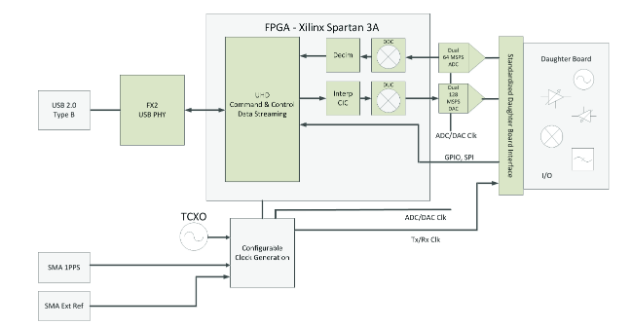 FPGA - Xilinx Spartan 3A
UHD
Command & Control
Data Streaming
Decim
DDC
Interp
CIC
DUC
Dual
64 MSPS
ADC
Dual
128
MSPS
DAC
ADC/DAC Clk
GPIO, SPI
Standardized Daughter Board Interface
Daughter Board
I/O
USB 2.0
Type B
FX2
USB PHY
TCXO
Configurable
Clock Generation
ADC/DAC Clk
Tx/Rx Clk
SMA 1PPS
SMA Ext Ref